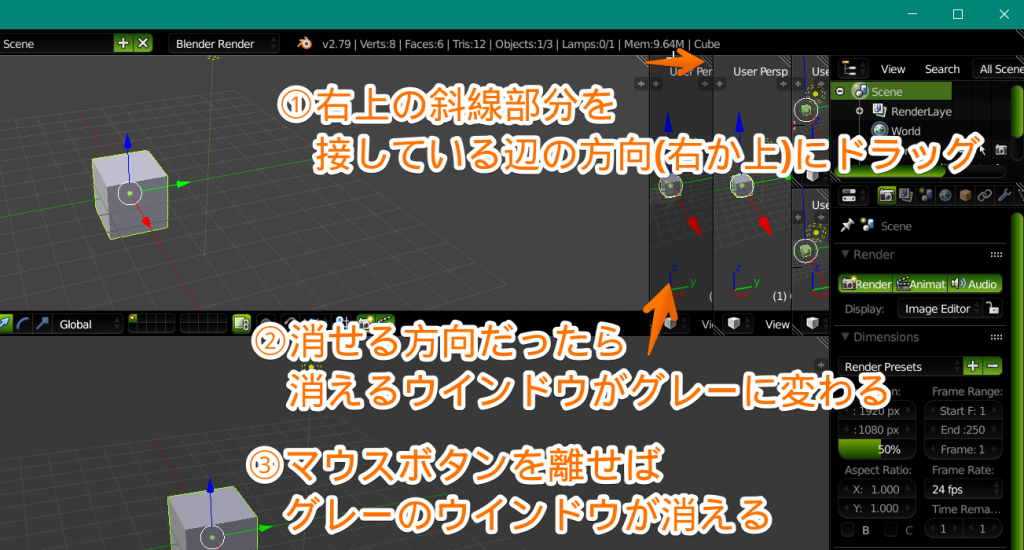 Scene
Blender Render
v2.79 | Verts:8 | Faces:6 | Tris:12 | Objects:1/3 | Lamps:0/1 | Mem:9.64M | Cube
User Per
User Persp
Use
View
Search
All Scene
Scene
RenderLaye
World
①右上の斜線部分を
接している辺の方向(右か上)にドラッグ
Use
Scene
Render
Render
Animat
Audio
Display:
Image Editor
(1)
Global
View
②消せる方向だったら
消えるウインドウがグレーに変わる
Dimensions
Render Presets
Frame Range:
: 1920 px
Start F: 1
: 1080 px
End :250
50%
Frame: 1
③マウスボタンを離せば
グレーのウインドウが消える
Aspect Ratio:
Frame Rate:
X: 1.000
24 fps
Y: 1.000
Time Rema...
B
C
1
1